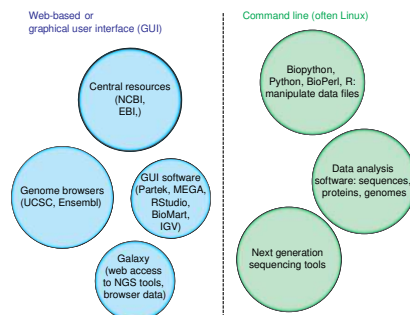 Web-based or
graphical user interface (GUI)
Central resources
(NCBI,
EBI,)
Genome browsers
(UCSC, Ensembl)
GUI software
(Partek, MEGA,
RStudio,
BioMart,
IGV)
Galaxy
(web access
to NGS tools,
browser data)
Command line (often Linux)
Biopython,
Python, BioPerl, R:
manipulate data files
Data analysis
software: sequences,
proteins, genomes
Next generation
sequencing tools